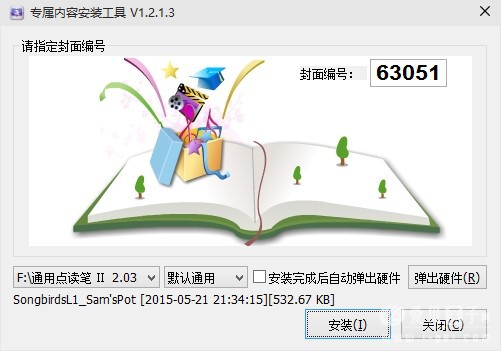 专属内容安装工具 V1.2.1.3
请指定封面编号
封面编号： 63051
F:\通用点读笔 II 2.03 默认通用 安装完成后自动弹出硬件 弹出硬件(R)
SongbirdsL1_Sam'sPot [2015-05-21 21:34:15][532.67 KB]
安装(I) 关闭(C)